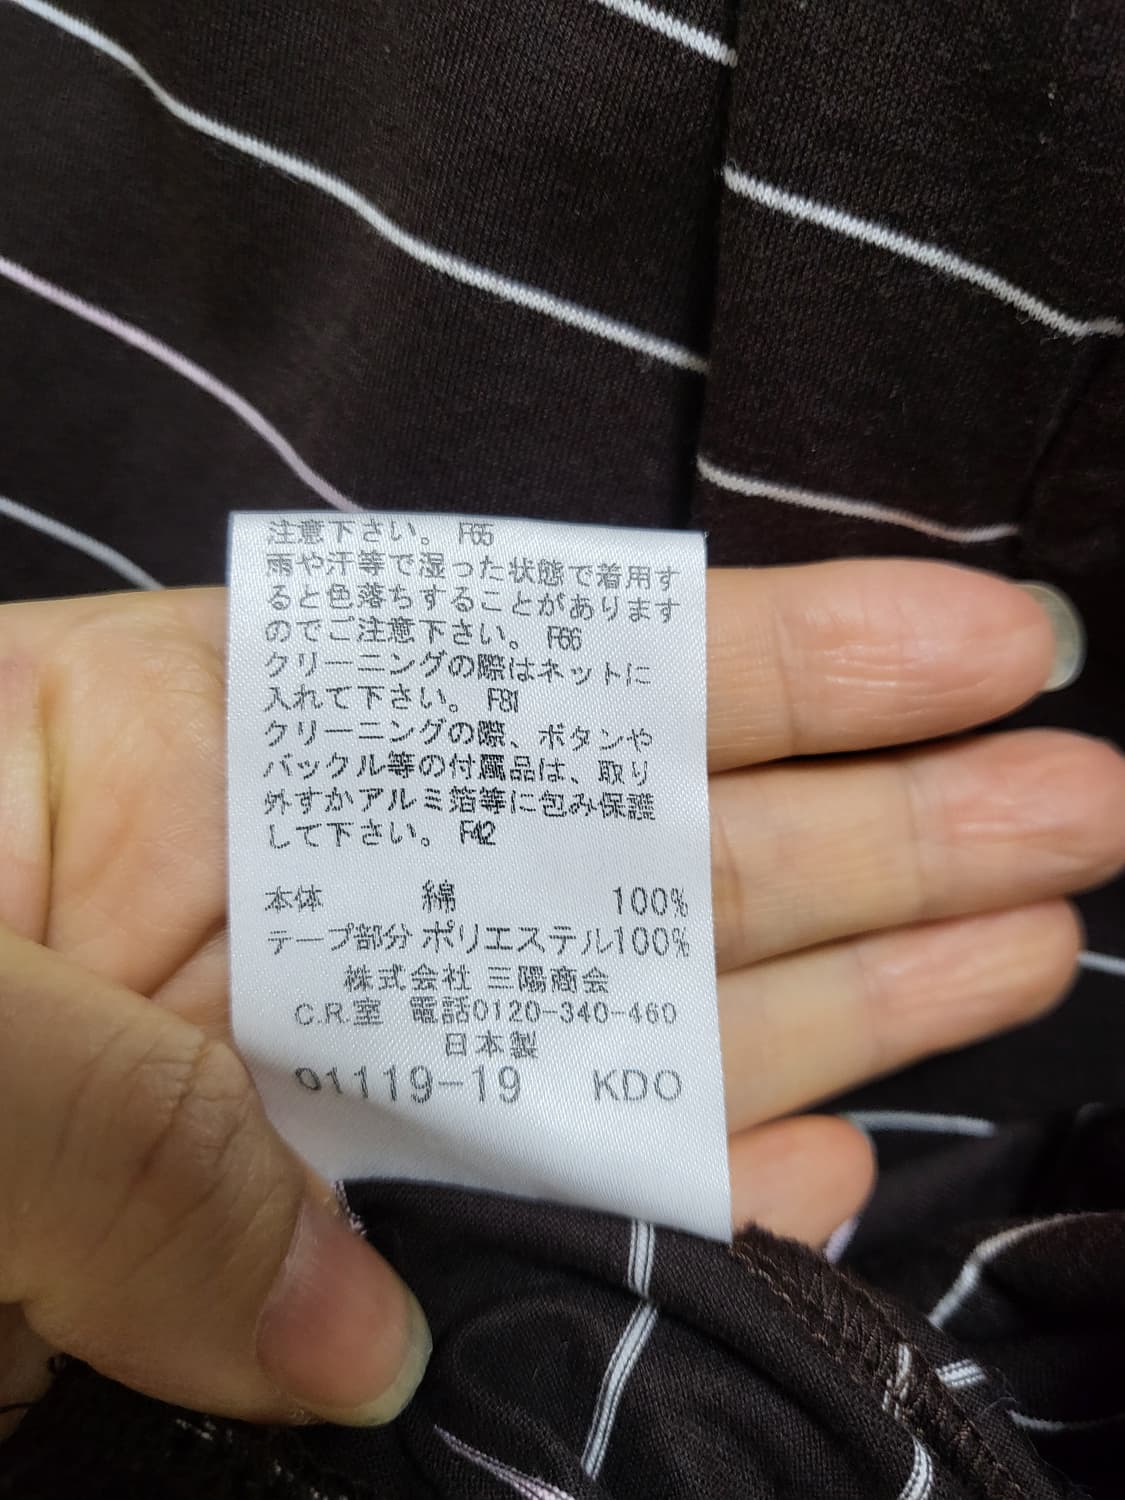 注意下さい。 F65
雨や汗等で湿った状態で着用す
ると色落ちすることがあります
のでご注意下さい。 F66
クリーニングの際はネットに
入れて下さい。 F81
クリーニングの際、ボタンや
バックル等の付属品は、取り
外すかアルミ箔等に包み保護
して下さい。 F42
本体 綿 100%
テープ部分 ポリエステル100%
株式会社 三陽商会
C.R.室 電話0120-340-460
日本製
01119-19 KDO